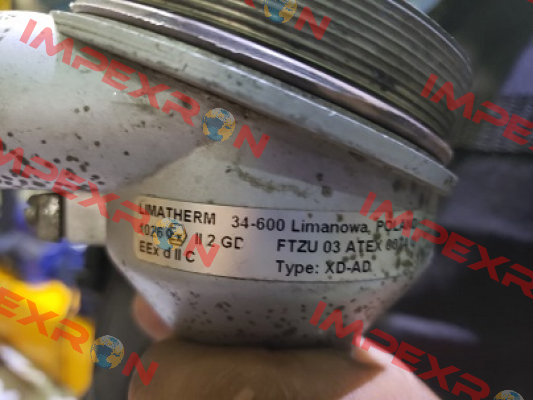 LIMATHERM 34-600 Limanowa,
1026 II 2 GD FTZU 03 ATEX
EEx d II C Type: XD-AD
IMPEXRON
IMPEXRON
IMPEXRON
IMPEXRON
IMPEXRON
IMPEXRON